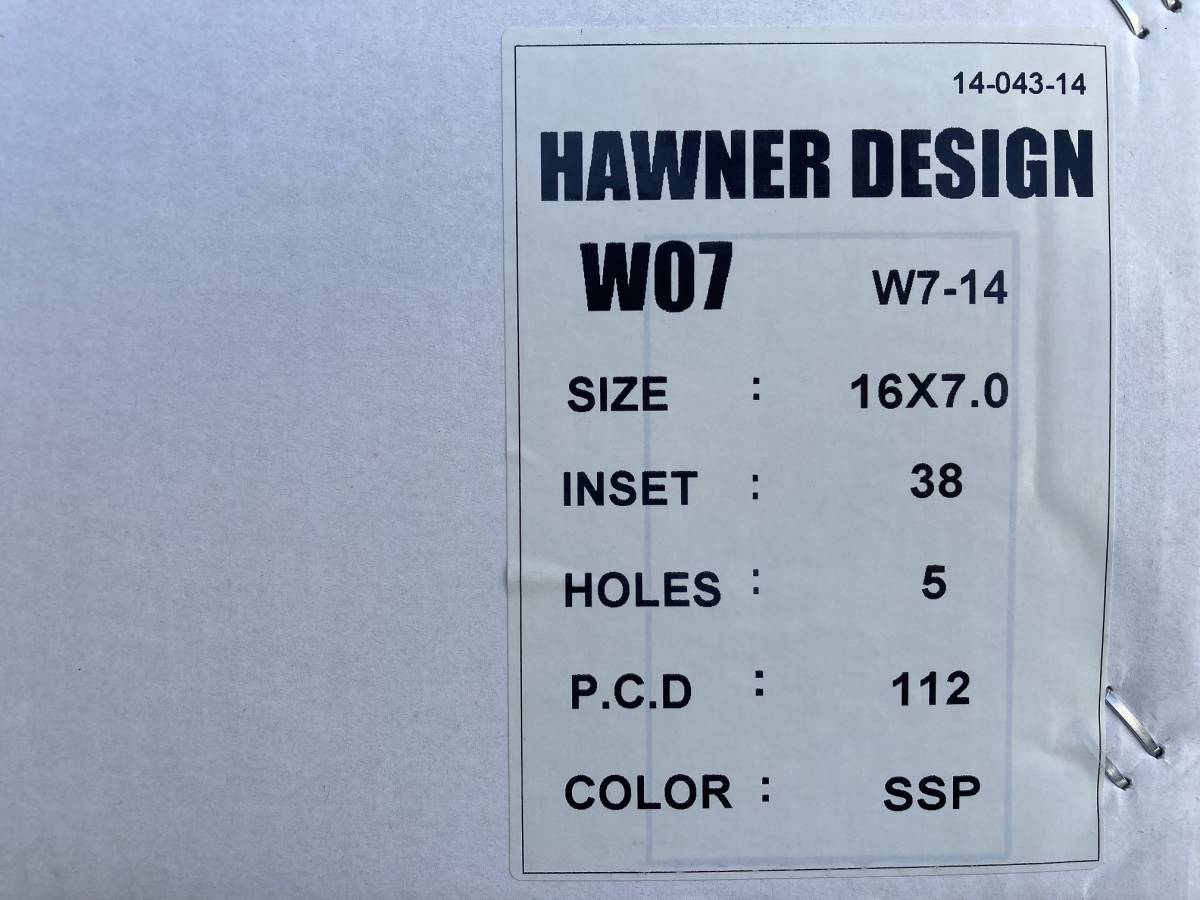 14-043-14
HAWNER DESIGN
W07 W7-14
SIZE : 16X7.0
INSET : 38
HOLES : 5
P.C.D : 112
COLOR : SSP